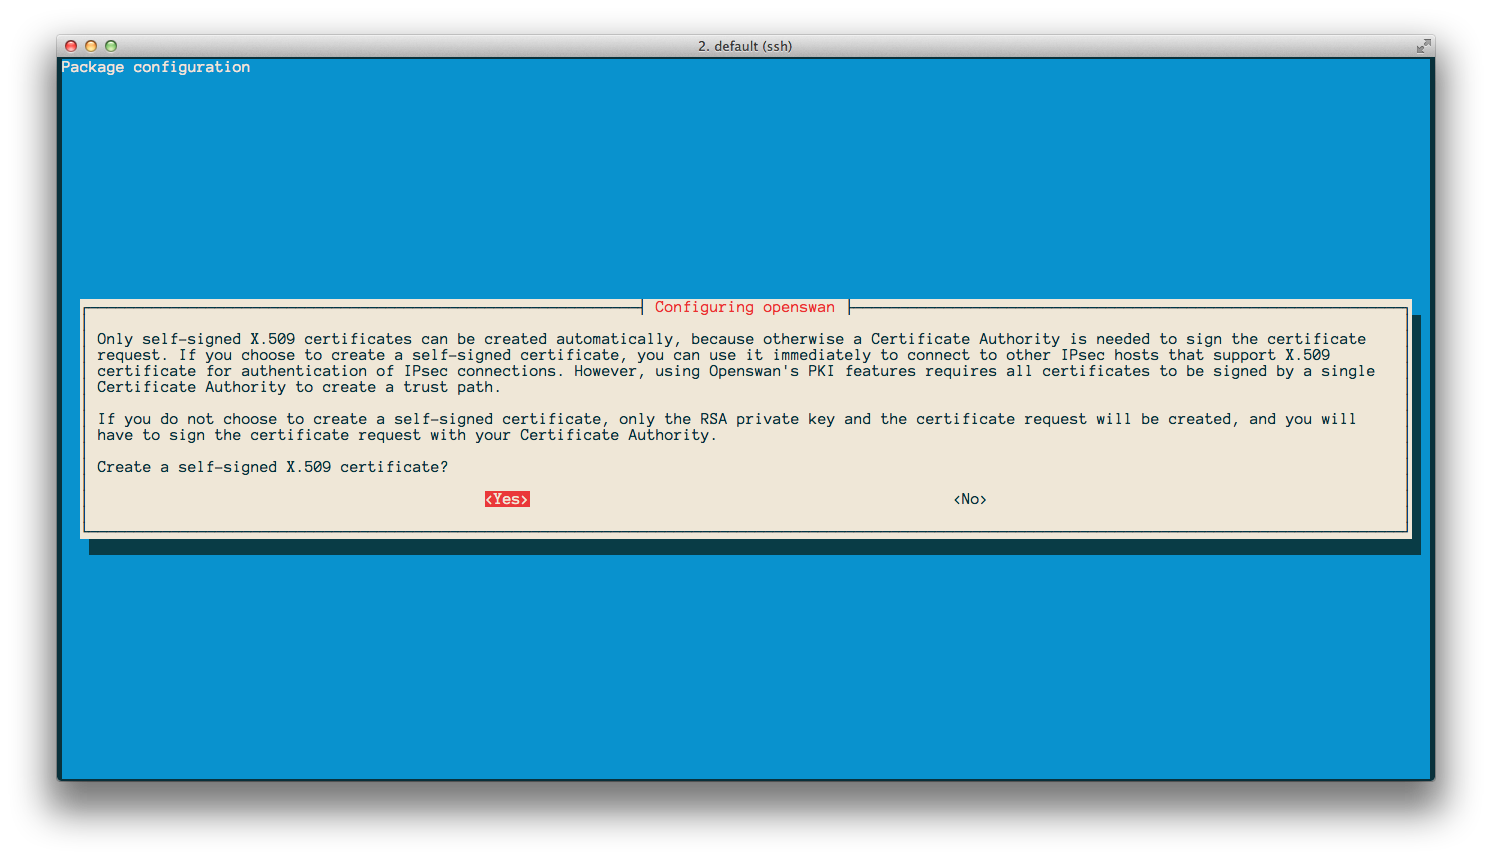 2. default (ssh)
Package configuration
Configuring openswan
Only self-signed X.509 certificates can be created automatically, because otherwise a Certificate Authority is needed to sign the certificate
request. If you choose to create a self-signed certificate, you can use it immediately to connect to other IPsec hosts that support X.509
certificate for authentication of IPsec connections. However, using Openswan's PKI features requires all certificates to be signed by a single
Certificate Authority to create a trust path.
If you do not choose to create a self-signed certificate, only the RSA private key and the certificate request will be created, and you will
have to sign the certificate request with your Certificate Authority.
Create a self-signed X.509 certificate?
<Yes> <No>